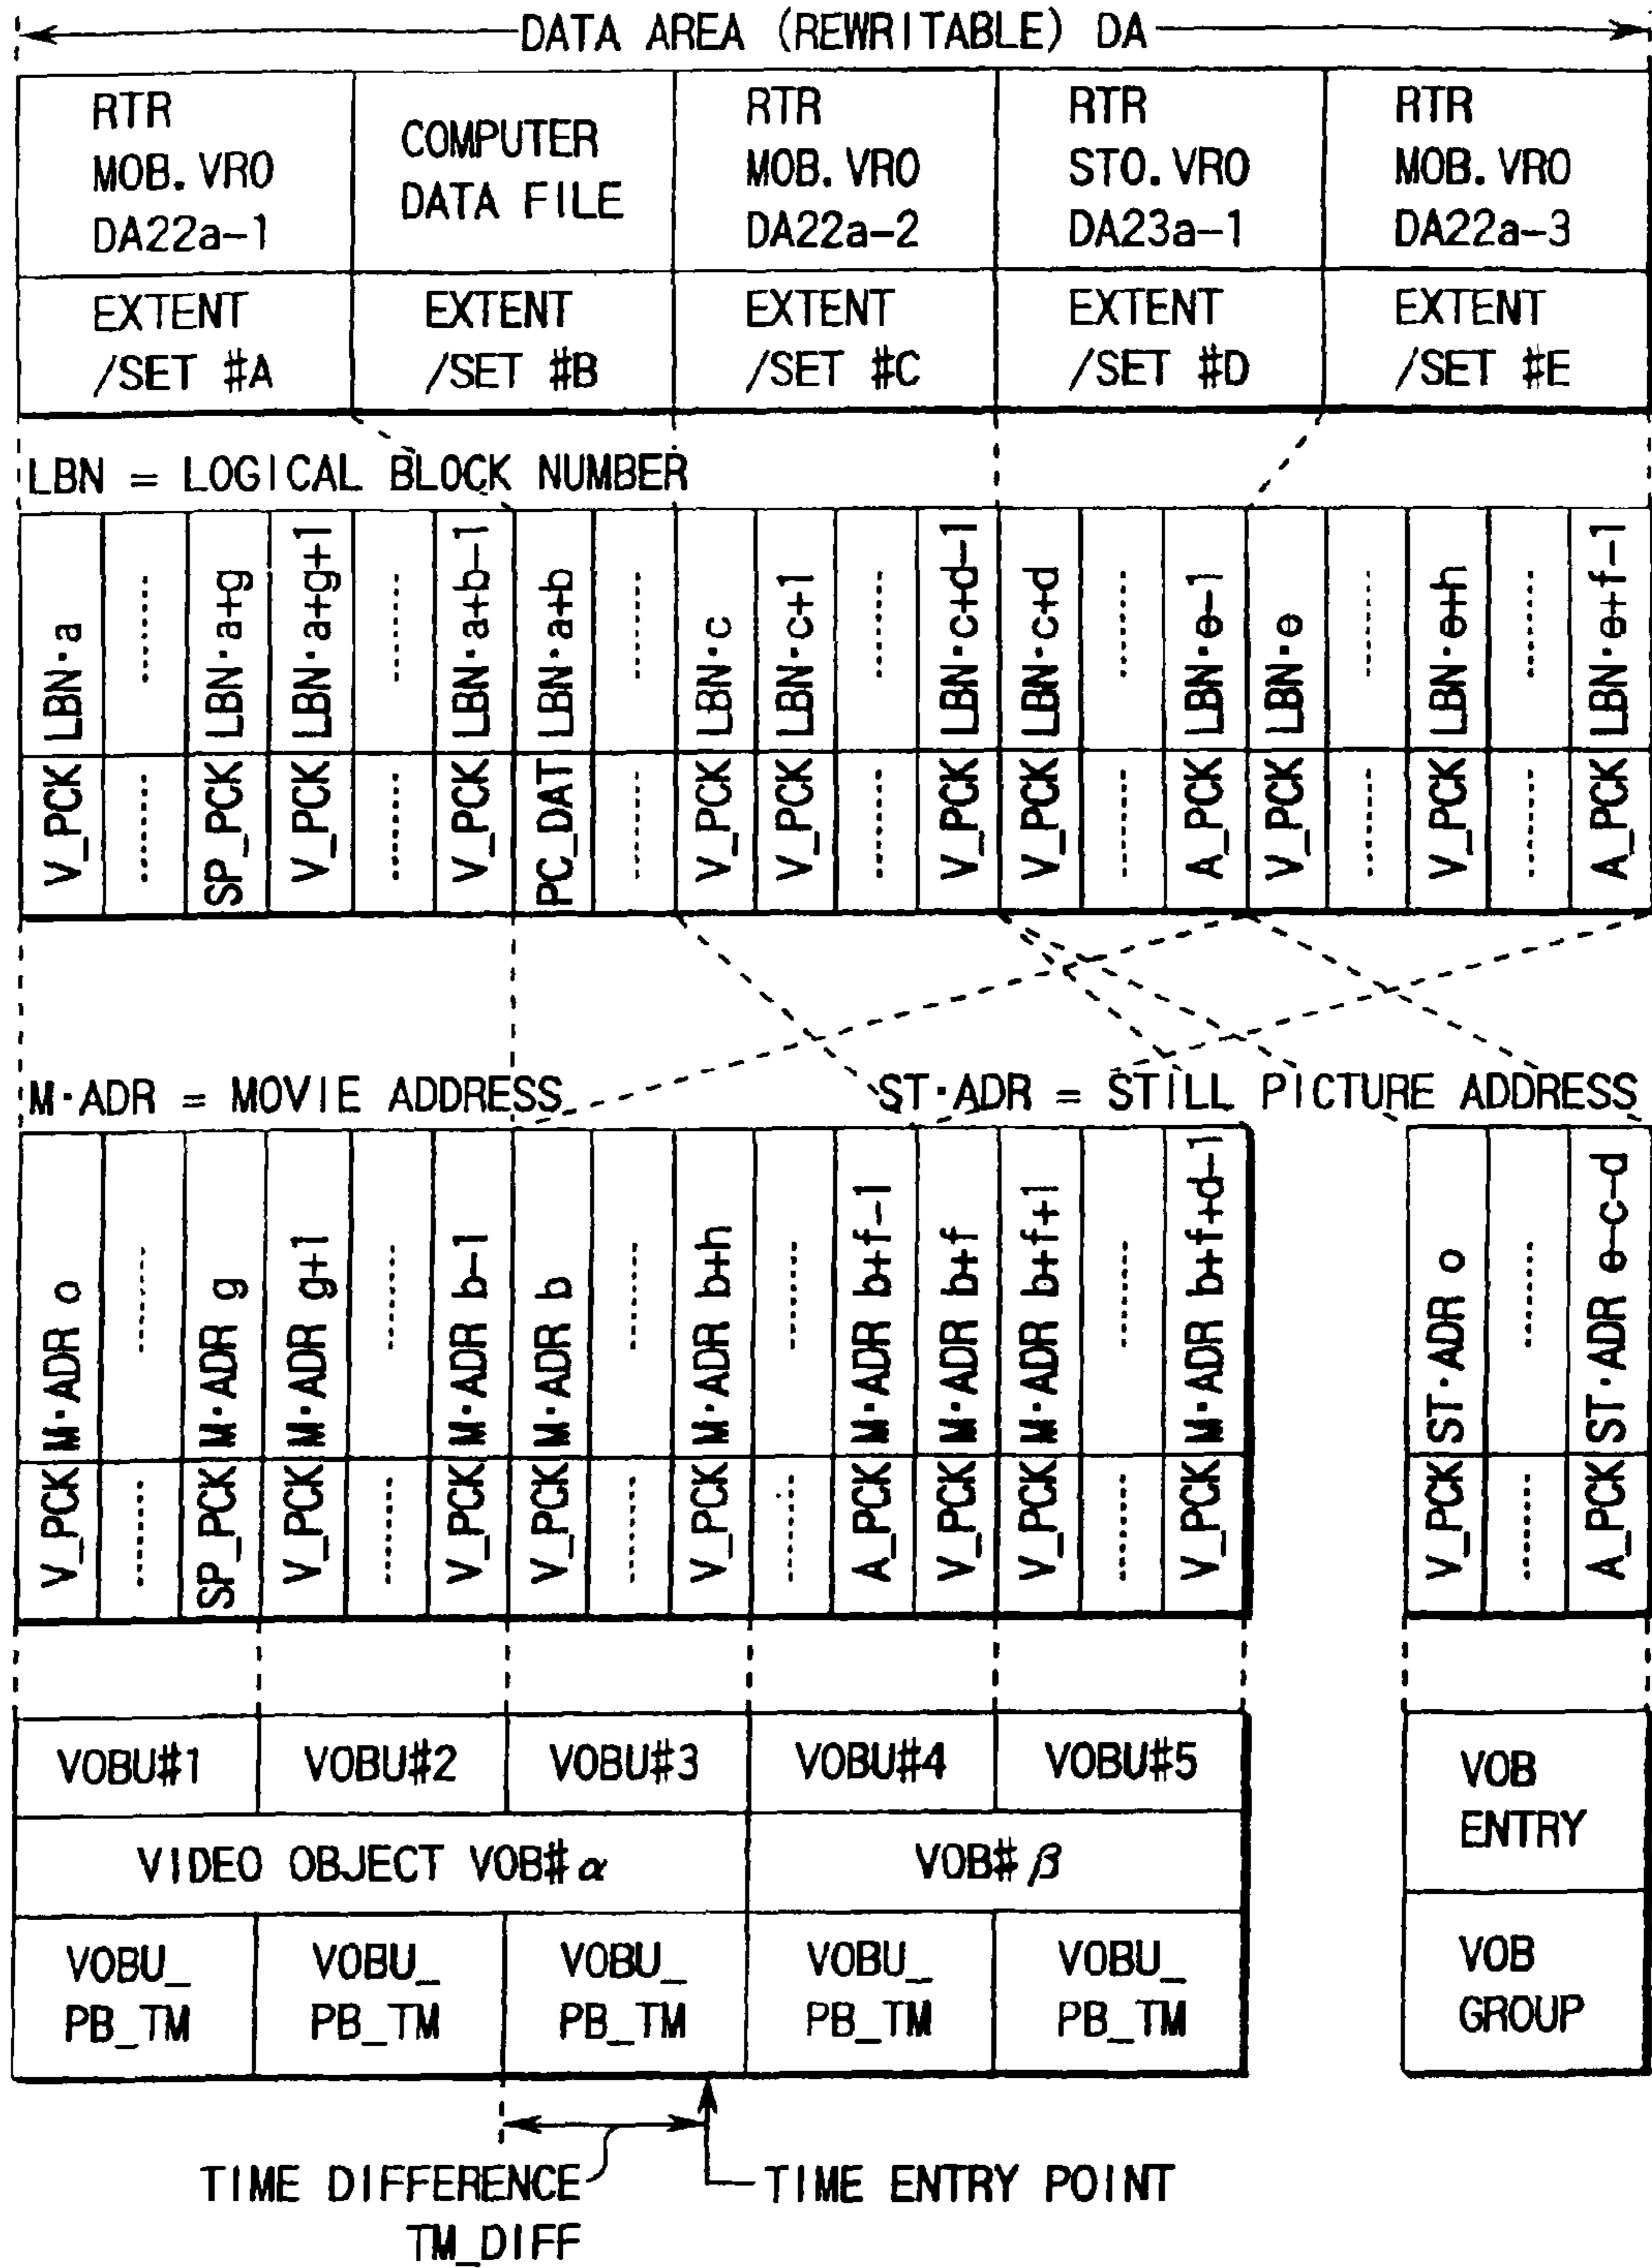 DATA AREA (REWRITABLE) DA
RTR
MOB.VRO
DA22a-1
COMPUTER
DATA FILE
RTR
MOB.VRO
DA22a-2
RTR
STO.VRO
DA23a-1
RTR
MOB.VRO
DA22a-3
EXTENT
/SET #A
EXTENT
/SET #B
EXTENT
/SET #C
EXTENT
/SET #D
EXTENT
/SET #E
LBN = LOGICAL BLOCK NUMBER
LBN·a
LBN·a+g
LBN·a+g+1
LBN·a+b-1
LBN·a+b
LBN·c
LBN·c+1
LBN·c+d-1
LBN·c+d
LBN·e-1
LBN·e
LBN·e+h
LBN·e+f-1
V_PCK
SP_PCK
V_PCK
V_PCK
PC_DAT
V_PCK
V_PCK
V_PCK
V_PCK
A_PCK
V_PCK
V_PCK
A_PCK
M·ADR = MOVIE ADDRESS
ST·ADR = STILL PICTURE ADDRESS
M·ADR o
M·ADR g
M·ADR g+1
M·ADR b-1
M·ADR b
M·ADR b+h
M·ADR b+f-1
M·ADR b+f
M·ADR b+f+1
M·ADR b+f+d-1
ST·ADR o
ST·ADR e-c-d
V_PCK
SP_PCK
V_PCK
V_PCK
V_PCK
V_PCK
A_PCK
V_PCK
V_PCK
V_PCK
V_PCK
A_PCK
VOBU#1
VOBU#2
VOBU#3
VOBU#4
VOBU#5
VOB
ENTRY
VIDEO OBJECT VOB#α
VOB#β
VOBU_
PB_TM
VOBU_
PB_TM
VOBU_
PB_TM
VOBU_
PB_TM
VOBU_
PB_TM
VOB
GROUP
TIME DIFFERENCE
TM_DIFF
TIME ENTRY POINT